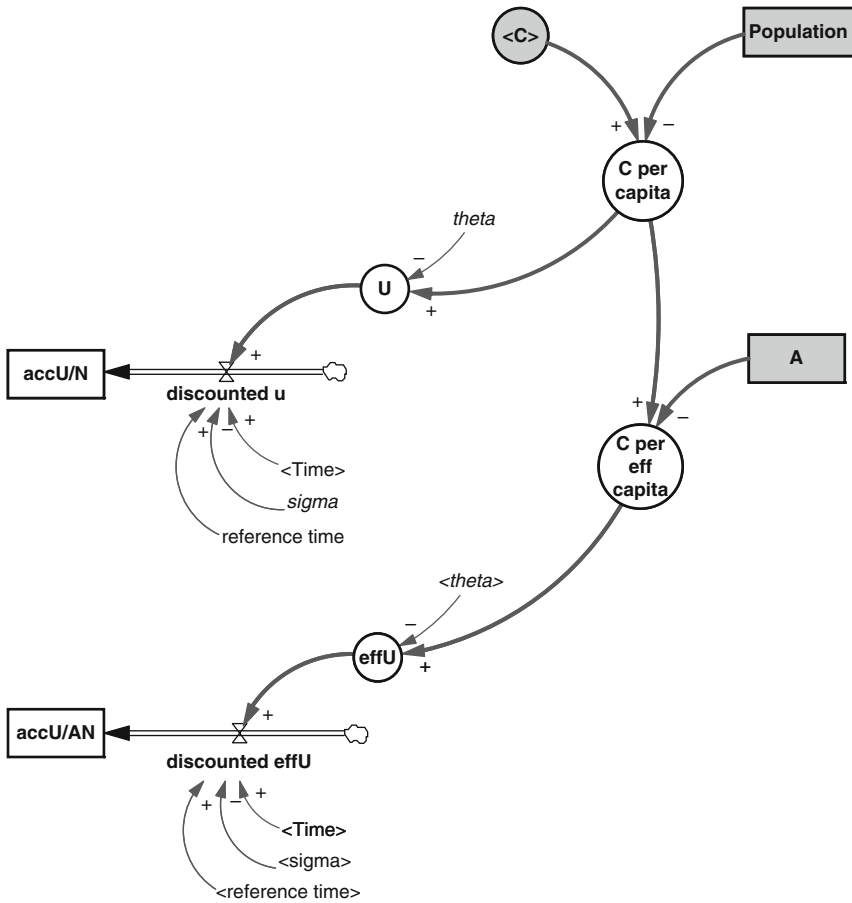 <C>
Population
+
–
C per
capita
theta
–
U
+
+
accU/N
discounted u
A
+
–
+
+
–
<Time>
C per
eff
capita
sigma
reference time
<theta>
–
effU
+
+
accU/AN
discounted effU
+
–
+
<Time>
<sigma>
<reference time>